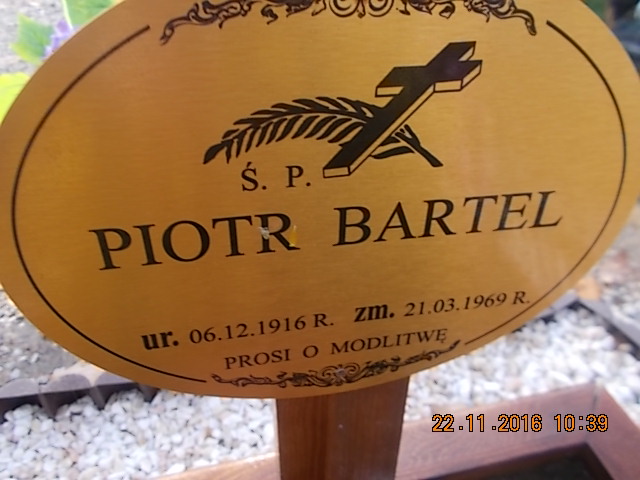 Ś. P.
PIOTR BARTEL
ur. 06.12.1916 R. zm. 21.03.1969 R.
PROSI O MODLITWĘ
22.11.2016 10:39